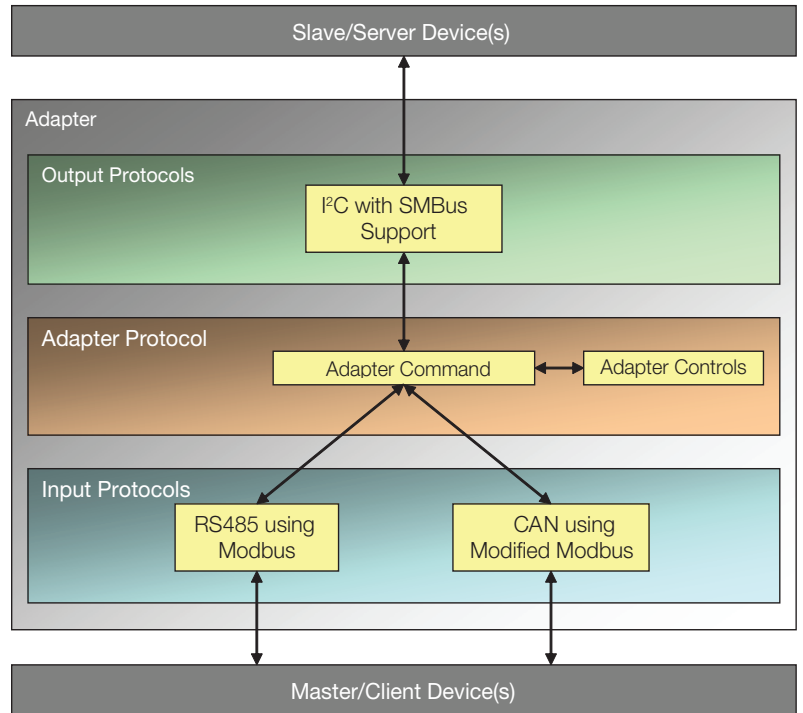 Slave/Server Device(s)
Adapter
Output Protocols
I²C with SMBus
Support
Adapter Protocol
Adapter Command
Adapter Controls
Input Protocols
RS485 using
Modbus
CAN using
Modified Modbus
Master/Client Device(s)